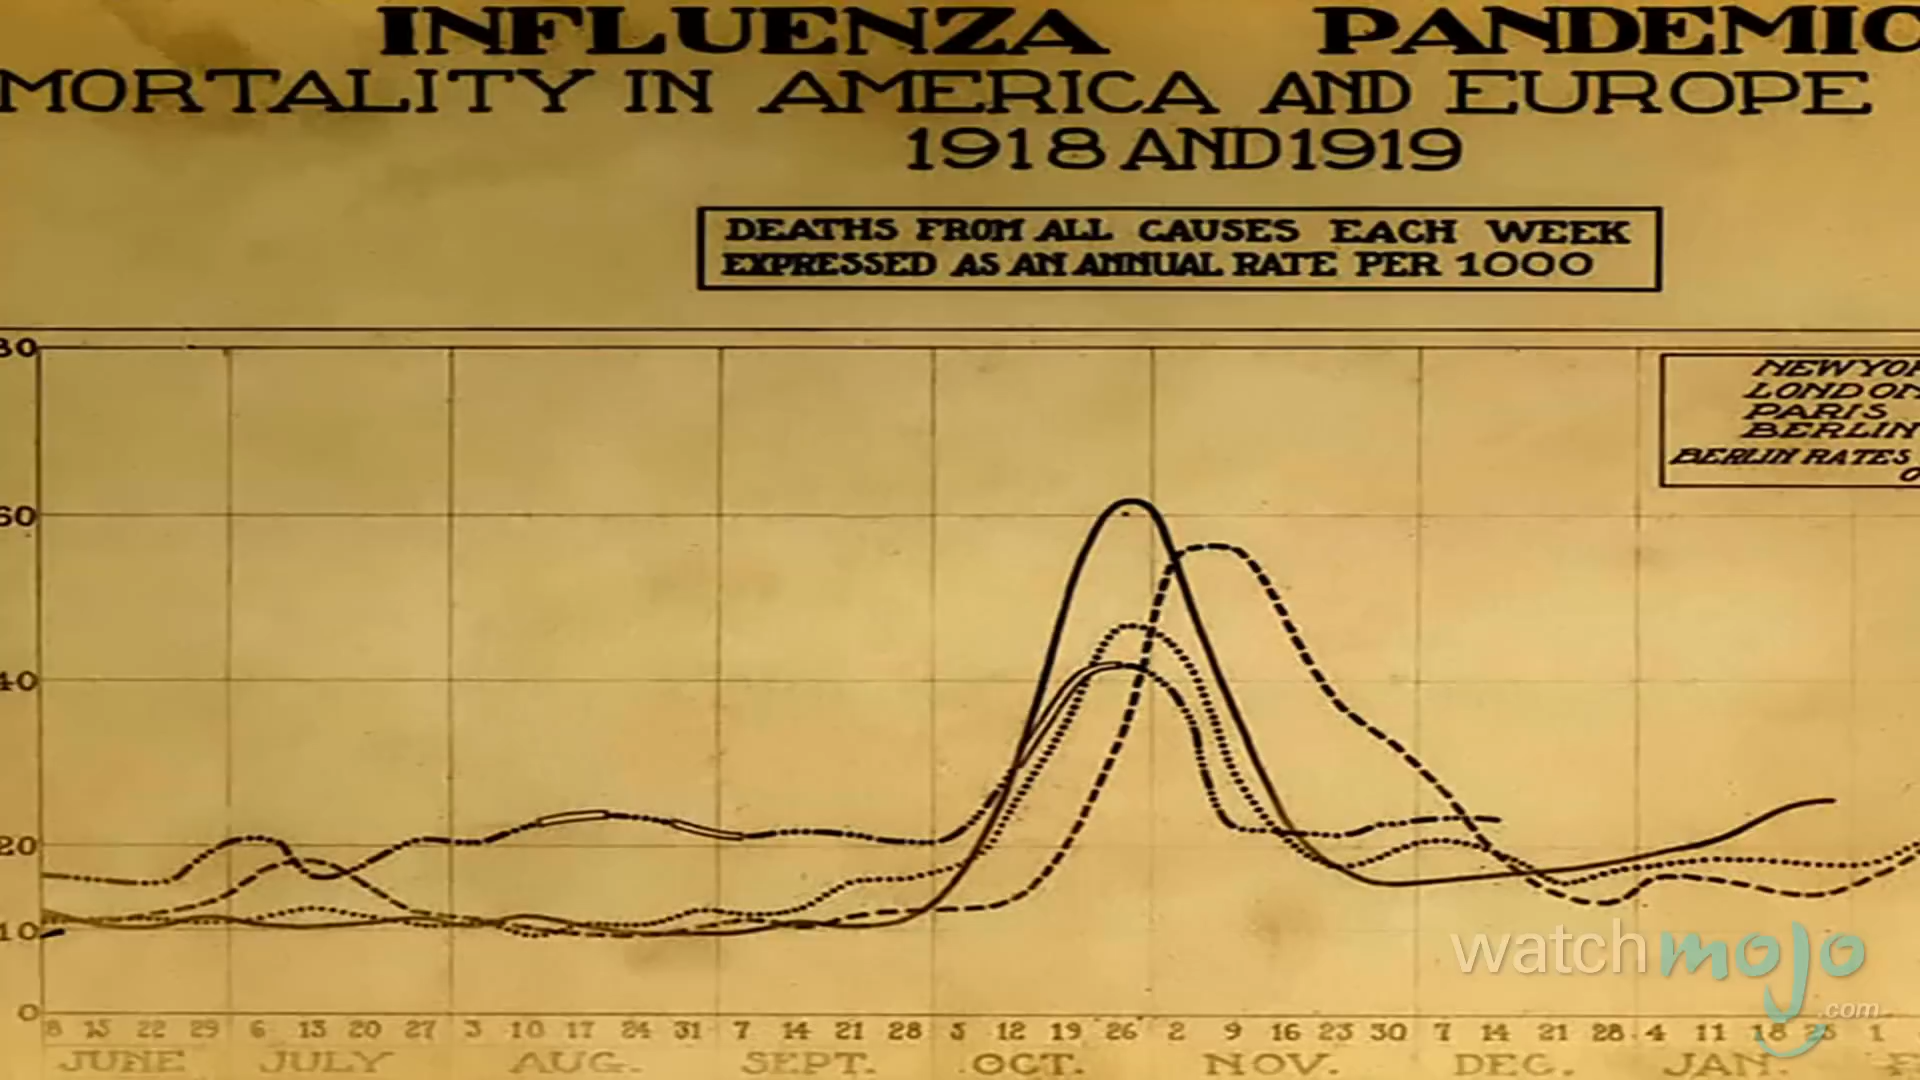 INFLUENZA PANDEMIC
MORTALITY IN AMERICA AND EUROPE
1918 AND 1919
DEATHS FROM ALL CAUSES EACH WEEK
EXPRESSED AS AN ANNUAL RATE PER 1000
NEW YOR
LONDON
PARIS
BERLIN
BERLIN RATES
80
60
40
20
10
0
8 15 22 29 6 13 20 27 3 10 17 24 31 7 14 21 28 5 12 19 26 2 9 16 23 30 7 14 21 28 4 11 18 25 1
JUNE JULY AUG. SEPT. OCT. NOV. DEC. JAN.
watchmojo
.com